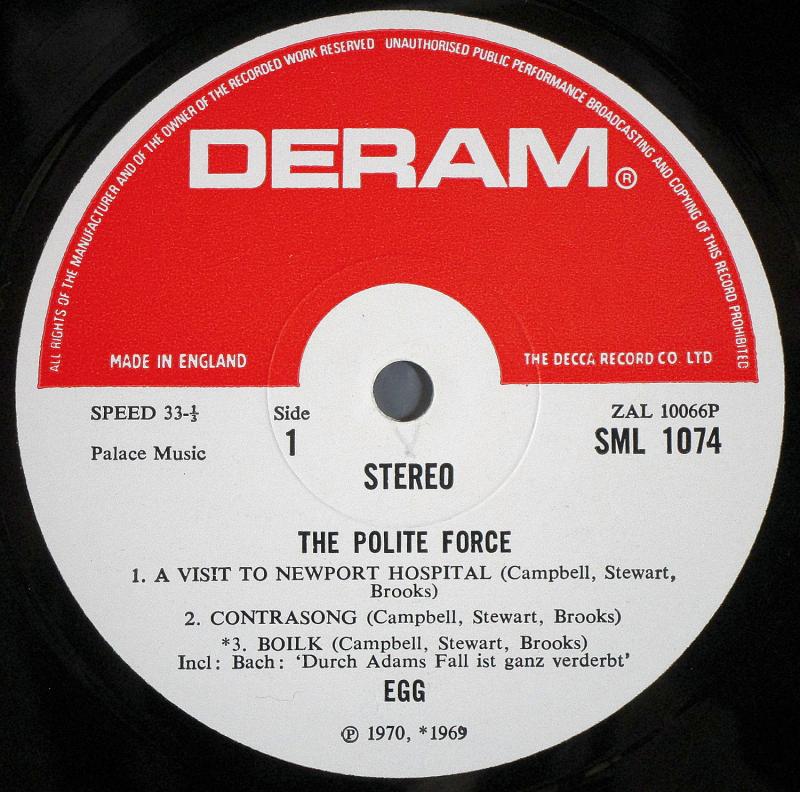 ALL RIGHTS OF THE MANUFACTURER AND OF THE OWNER OF THE RECORDED WORK RESERVED UNAUTHORISED PUBLIC PERFORMANCE BROADCASTING AND COPYING OF THIS RECORD PROHIBITED
DERAM®
MADE IN ENGLAND THE DECCA RECORD CO. LTD
SPEED 33-⅓ Side ZAL 10066P
1 SML 1074
Palace Music
STEREO
THE POLITE FORCE
1. A VISIT TO NEWPORT HOSPITAL (Campbell, Stewart,
Brooks)
2. CONTRASONG (Campbell, Stewart, Brooks)
*3. BOILK (Campbell, Stewart, Brooks)
Incl: Bach: ‘Durch Adams Fall ist ganz verderbt’
EGG
℗ 1970, *1969